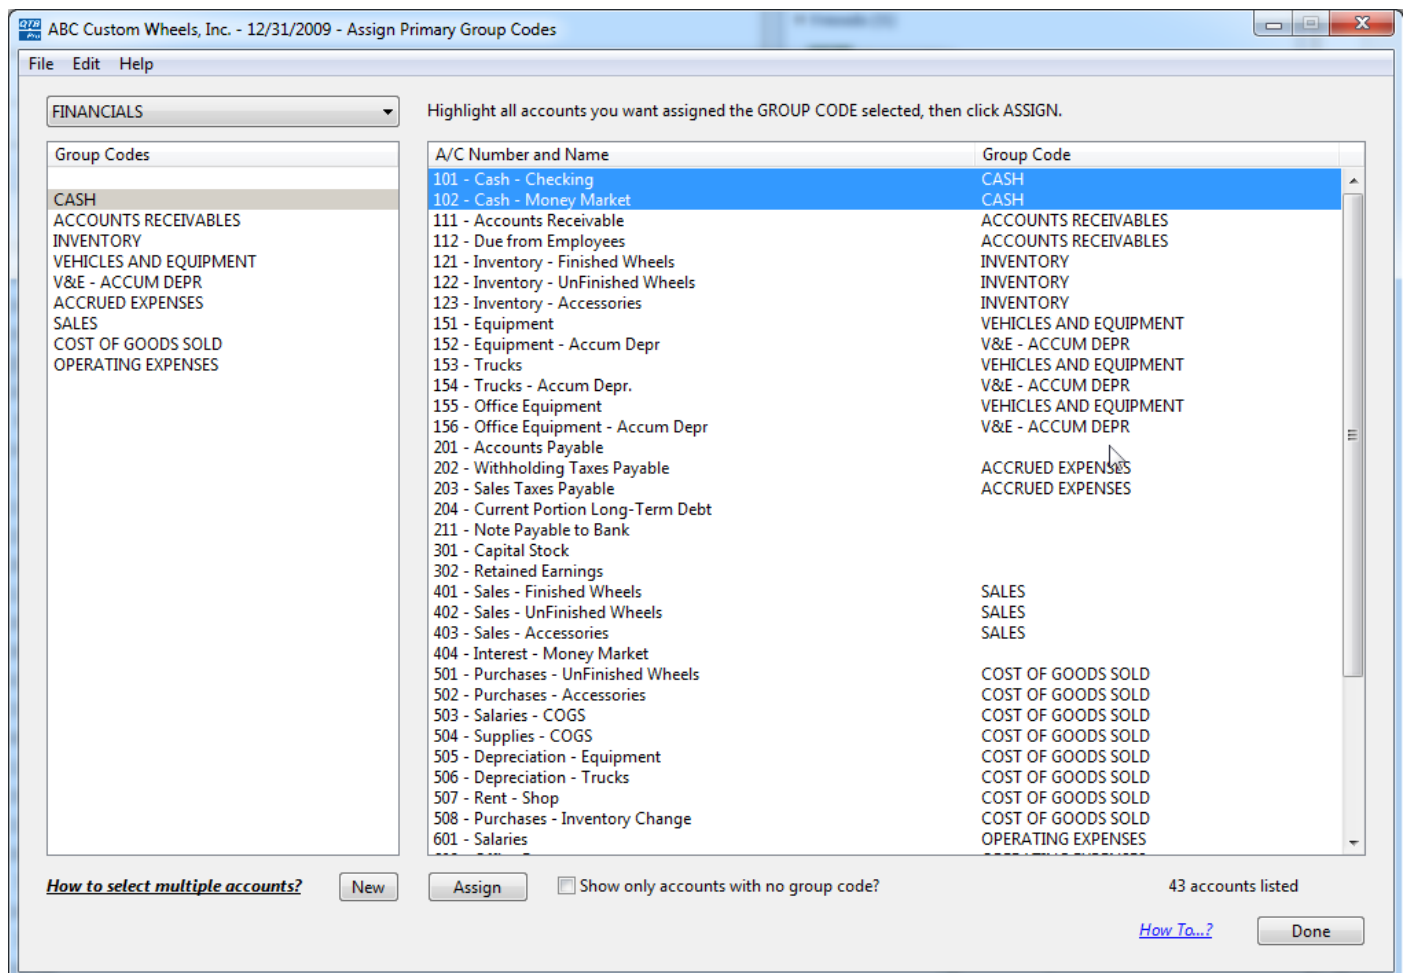 ABC Custom Wheels, Inc. - 12/31/2009 - Assign Primary Group Codes
File Edit Help
FINANCIALS
Highlight all accounts you want assigned the GROUP CODE selected, then click ASSIGN.
Group Codes
CASH
ACCOUNTS RECEIVABLES
INVENTORY
VEHICLES AND EQUIPMENT
V&E - ACCUM DEPR
ACCRUED EXPENSES
SALES
COST OF GOODS SOLD
OPERATING EXPENSES
A/C Number and Name Group Code
101 - Cash - Checking CASH
102 - Cash - Money Market CASH
111 - Accounts Receivable ACCOUNTS RECEIVABLES
112 - Due from Employees ACCOUNTS RECEIVABLES
121 - Inventory - Finished Wheels INVENTORY
122 - Inventory - UnFinished Wheels INVENTORY
123 - Inventory - Accessories INVENTORY
151 - Equipment VEHICLES AND EQUIPMENT
152 - Equipment - Accum Depr V&E - ACCUM DEPR
153 - Trucks VEHICLES AND EQUIPMENT
154 - Trucks - Accum Depr. V&E - ACCUM DEPR
155 - Office Equipment VEHICLES AND EQUIPMENT
156 - Office Equipment - Accum Depr V&E - ACCUM DEPR
201 - Accounts Payable
202 - Withholding Taxes Payable ACCRUED EXPENSES
203 - Sales Taxes Payable ACCRUED EXPENSES
204 - Current Portion Long-Term Debt
211 - Note Payable to Bank
301 - Capital Stock
302 - Retained Earnings
401 - Sales - Finished Wheels SALES
402 - Sales - UnFinished Wheels SALES
403 - Sales - Accessories SALES
404 - Interest - Money Market
501 - Purchases - UnFinished Wheels COST OF GOODS SOLD
502 - Purchases - Accessories COST OF GOODS SOLD
503 - Salaries - COGS COST OF GOODS SOLD
504 - Supplies - COGS COST OF GOODS SOLD
505 - Depreciation - Equipment COST OF GOODS SOLD
506 - Depreciation - Trucks COST OF GOODS SOLD
507 - Rent - Shop COST OF GOODS SOLD
508 - Purchases - Inventory Change COST OF GOODS SOLD
601 - Salaries OPERATING EXPENSES
How to select multiple accounts? New Assign Show only accounts with no group code? 43 accounts listed
How To...? Done